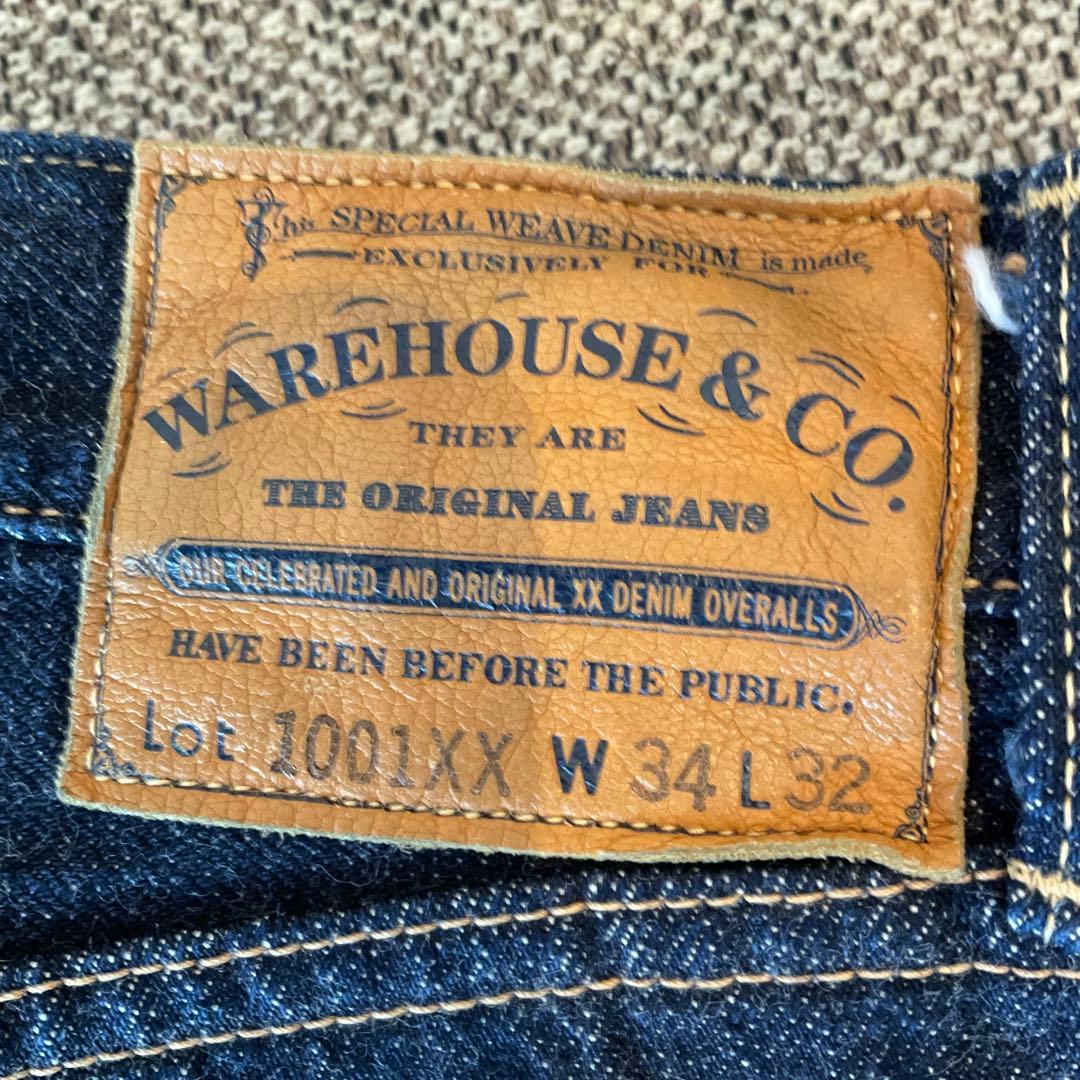 The SPECIAL WEAVE DENIM is made
EXCLUSIVELY FOR
WAREHOUSE & CO.
THEY ARE
THE ORIGINAL JEANS
OUR CELEBRATED AND ORIGINAL XX DENIM OVERALLS
HAVE BEEN BEFORE THE PUBLIC.
Lot 1001XX W 34 L 32